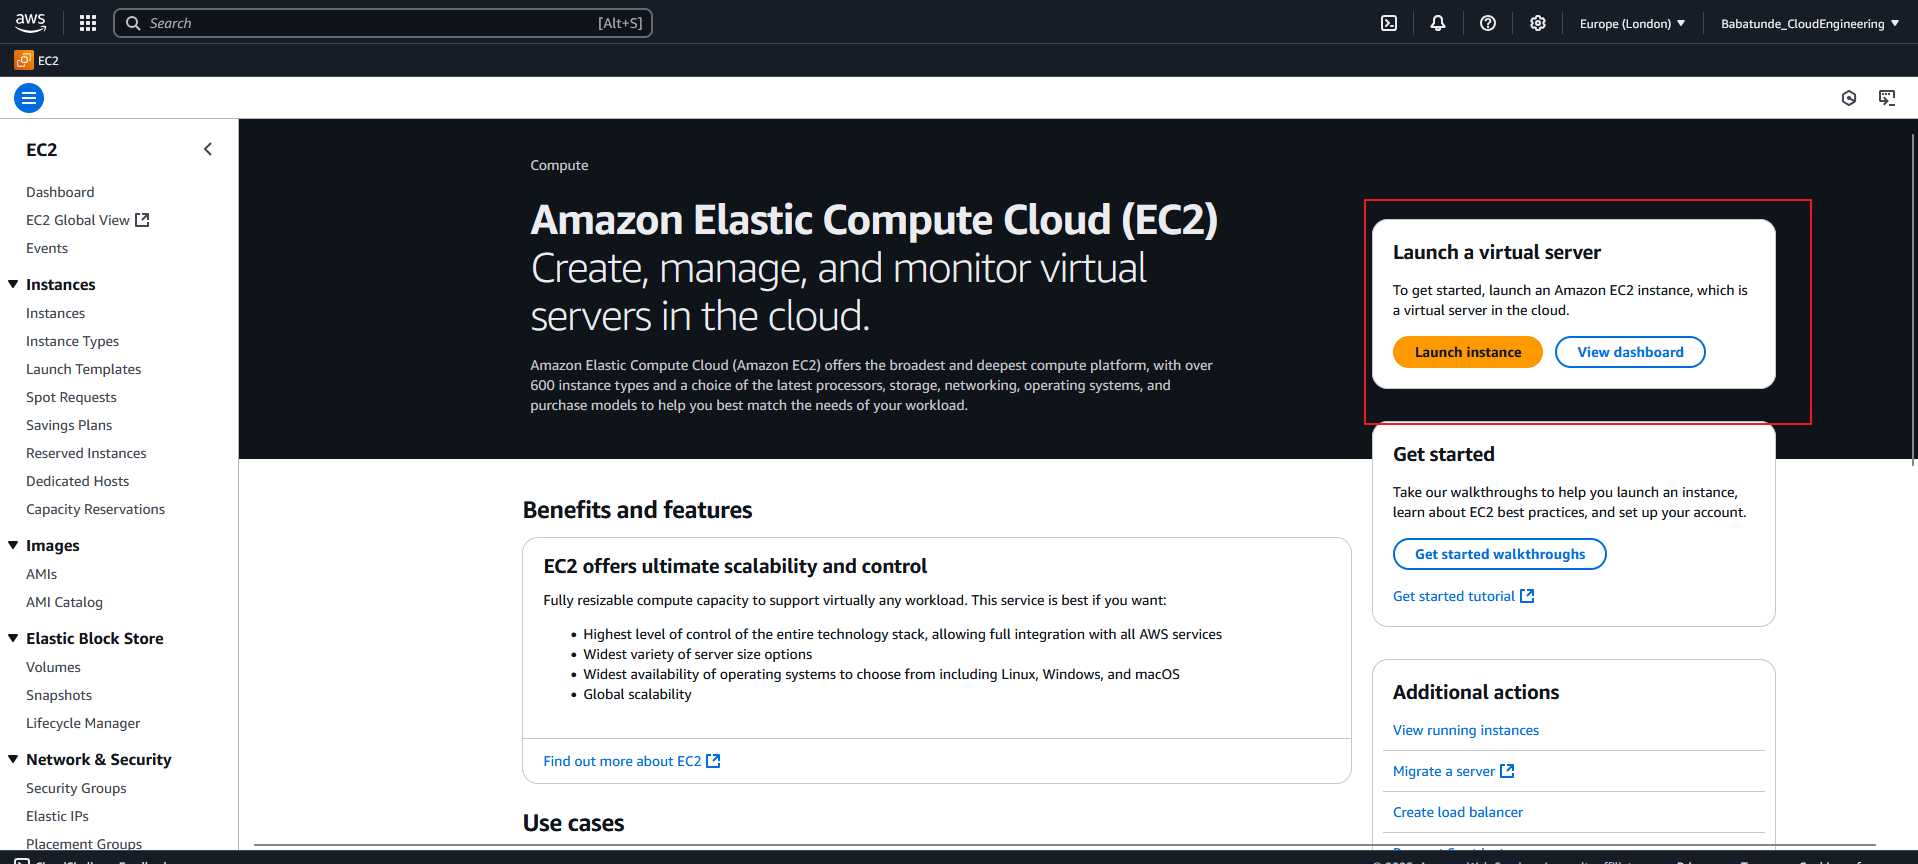 aws
Search [Alt+S]
Europe (London)
Babatunde_CloudEngineering
EC2
EC2
Dashboard
EC2 Global View
Events
Instances
Instances
Instance Types
Launch Templates
Spot Requests
Savings Plans
Reserved Instances
Dedicated Hosts
Capacity Reservations
Images
AMIs
AMI Catalog
Elastic Block Store
Volumes
Snapshots
Lifecycle Manager
Network & Security
Security Groups
Elastic IPs
Placement Groups
Compute
Amazon Elastic Compute Cloud (EC2)
Create, manage, and monitor virtual
servers in the cloud.
Amazon Elastic Compute Cloud (Amazon EC2) offers the broadest and deepest compute platform, with over
600 instance types and a choice of the latest processors, storage, networking, operating systems, and
purchase models to help you best match the needs of your workload.
Benefits and features
EC2 offers ultimate scalability and control
Fully resizable compute capacity to support virtually any workload. This service is best if you want:
• Highest level of control of the entire technology stack, allowing full integration with all AWS services
• Widest variety of server size options
• Widest availability of operating systems to choose from including Linux, Windows, and macOS
• Global scalability
Find out more about EC2
Use cases
Launch a virtual server
To get started, launch an Amazon EC2 instance, which is
a virtual server in the cloud.
Launch instance
View dashboard
Get started
Take our walkthroughs to help you launch an instance,
learn about EC2 best practices, and set up your account.
Get started walkthroughs
Get started tutorial
Additional actions
View running instances
Migrate a server
Create load balancer